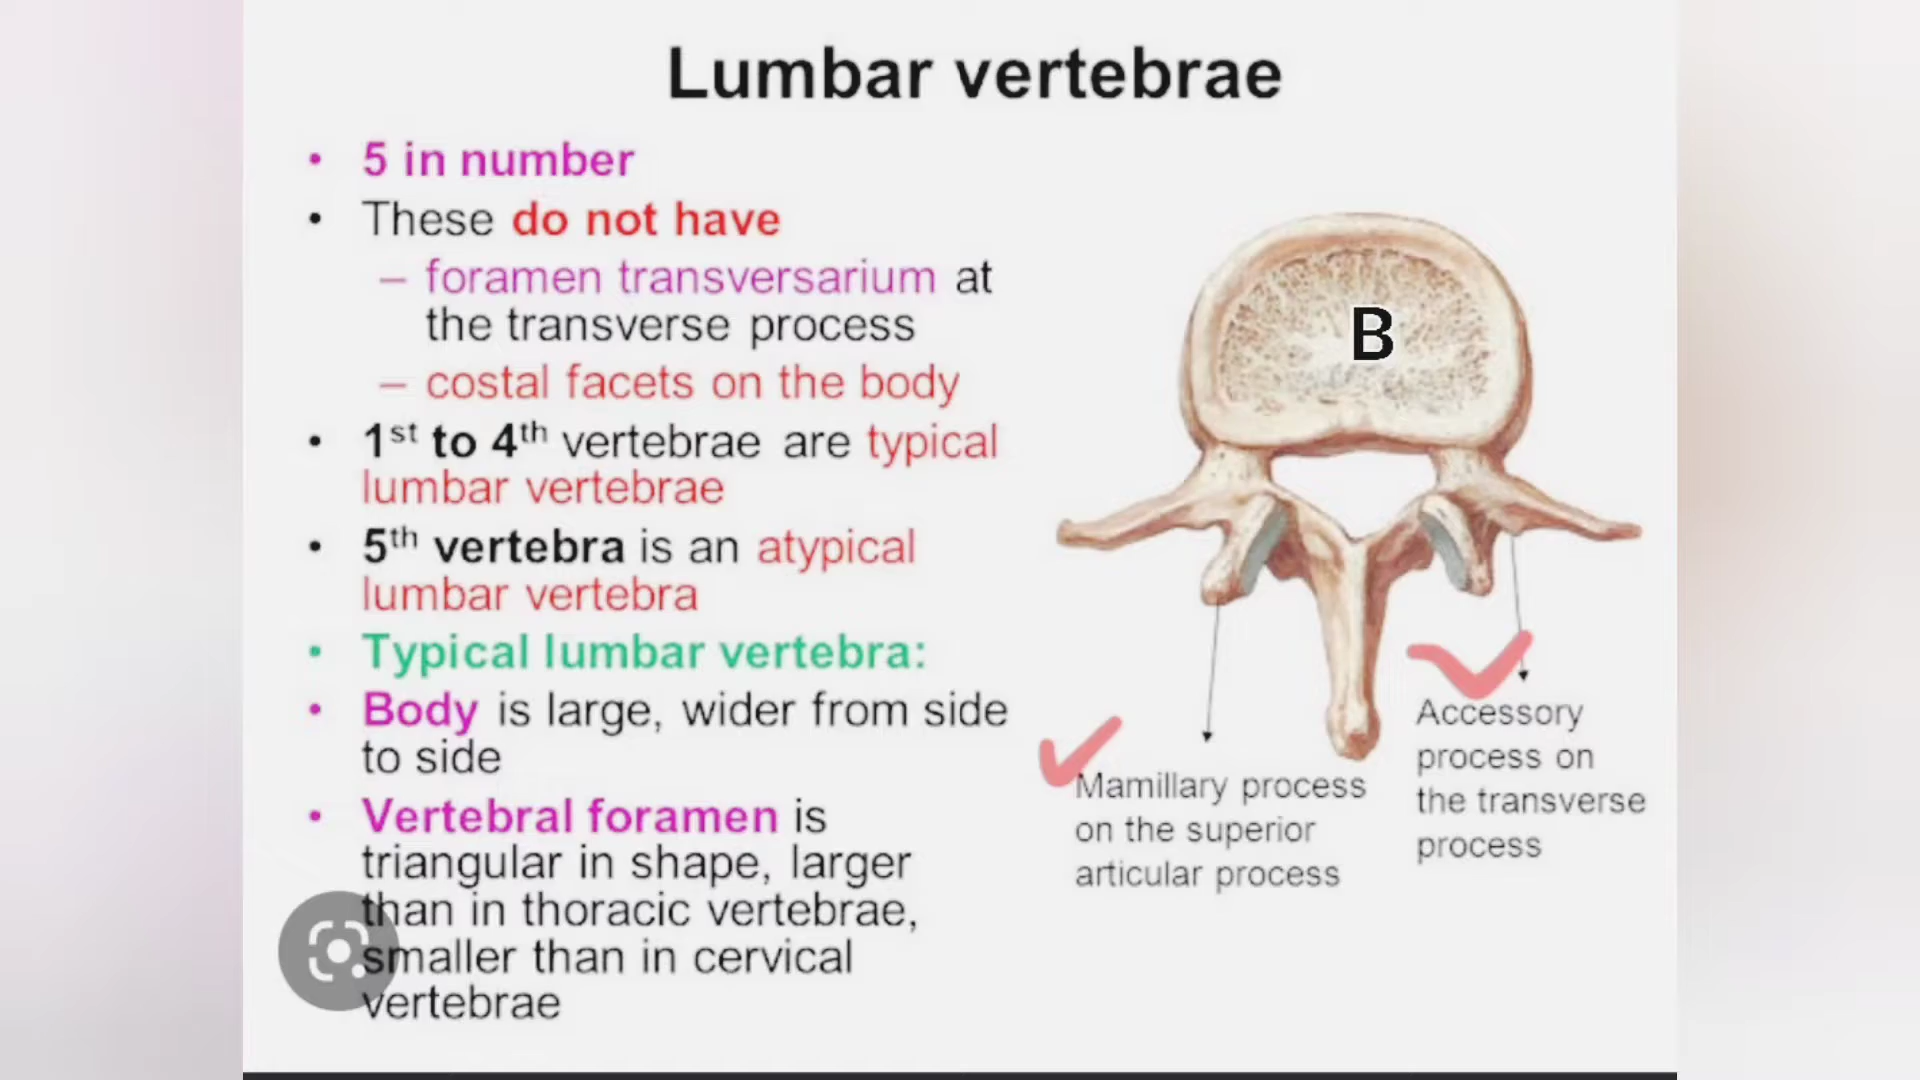 Lumbar vertebrae
• 5 in number
• These do not have
– foramen transversarium at
the transverse process
– costal facets on the body
• 1st to 4th vertebrae are typical
lumbar vertebrae
• 5th vertebra is an atypical
lumbar vertebra
• Typical lumbar vertebra:
• Body is large, wider from side
to side
• Vertebral foramen is
triangular in shape, larger
than in thoracic vertebrae,
smaller than in cervical
vertebrae
B
Mamillary process
on the superior
articular process
Accessory
process on
the transverse
process